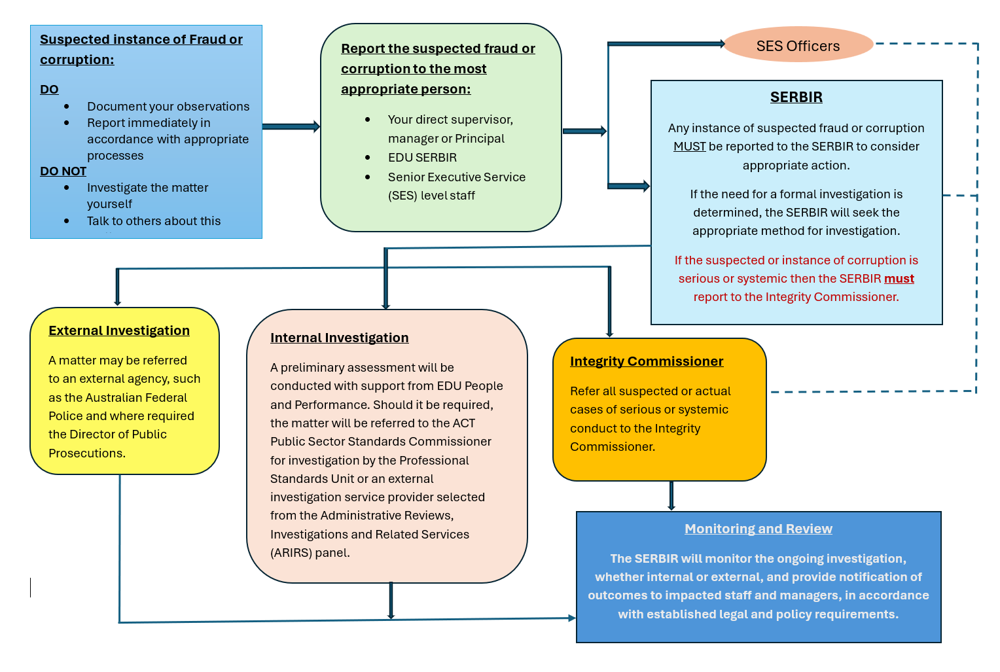 Suspected instance of Fraud or
corruption:
DO
• Document your observations
• Report immediately in
accordance with appropriate
processes
DO NOT
• Investigate the matter
yourself
• Talk to others about this
Report the suspected fraud or
corruption to the most
appropriate person:
• Your direct supervisor,
manager or Principal
• EDU SERBIR
• Senior Executive Service
(SES) level staff
SES Officers
SERBIR
Any instance of suspected fraud or corruption
MUST be reported to the SERBIR to consider
appropriate action.
If the need for a formal investigation is
determined, the SERBIR will seek the
appropriate method for investigation.
If the suspected or instance of corruption is
serious or systemic then the SERBIR must
report to the Integrity Commissioner.
External Investigation
A matter may be referred
to an external agency, such
as the Australian Federal
Police and where required
the Director of Public
Prosecutions.
Internal Investigation
A preliminary assessment will be
conducted with support from EDU People
and Performance. Should it be required,
the matter will be referred to the ACT
Public Sector Standards Commissioner
for investigation by the Professional
Standards Unit or an external
investigation service provider selected
from the Administrative Reviews,
Investigations and Related Services
(ARIRS) panel.
Integrity Commissioner
Refer all suspected or actual
cases of serious or systemic
conduct to the Integrity
Commissioner.
Monitoring and Review
The SERBIR will monitor the ongoing investigation,
whether internal or external, and provide notification of
outcomes to impacted staff and managers, in accordance
with established legal and policy requirements.